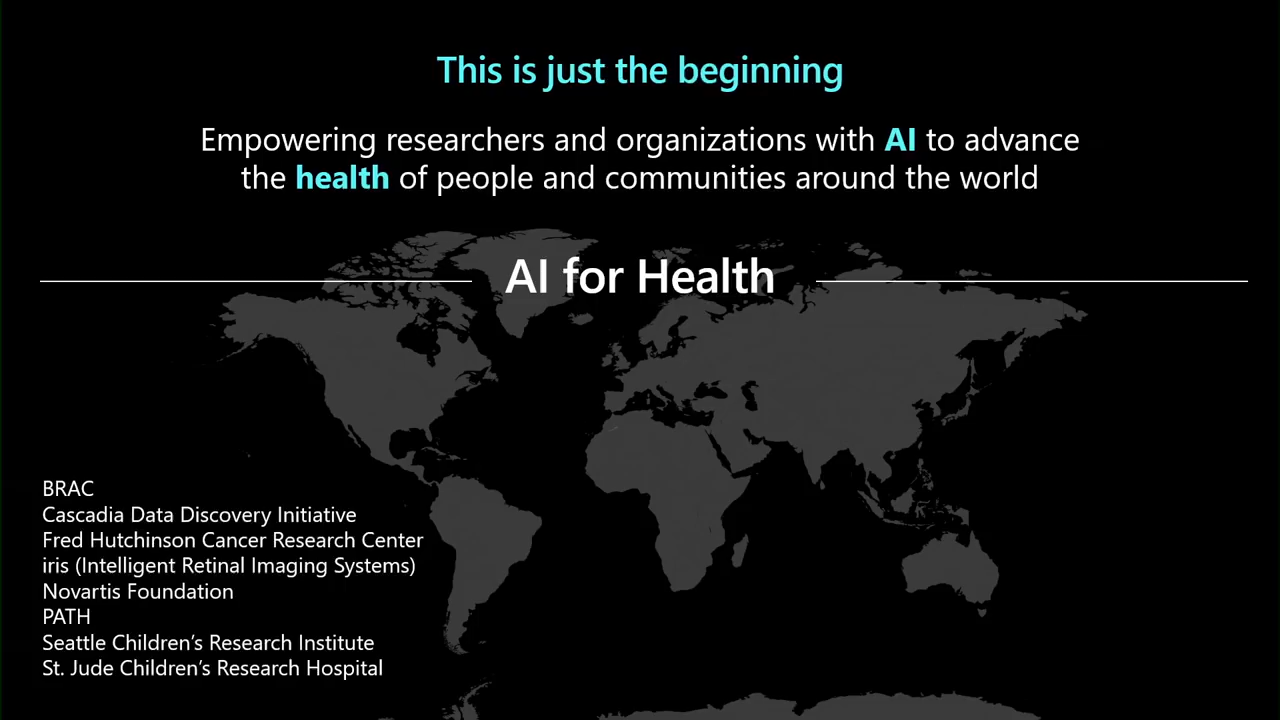 This is just the beginning
Empowering researchers and organizations with AI to advance
the health of people and communities around the world
AI for Health
BRAC
Cascadia Data Discovery Initiative
Fred Hutchinson Cancer Research Center
iris (Intelligent Retinal Imaging Systems)
Novartis Foundation
PATH
Seattle Children’s Research Institute
St. Jude Children’s Research Hospital